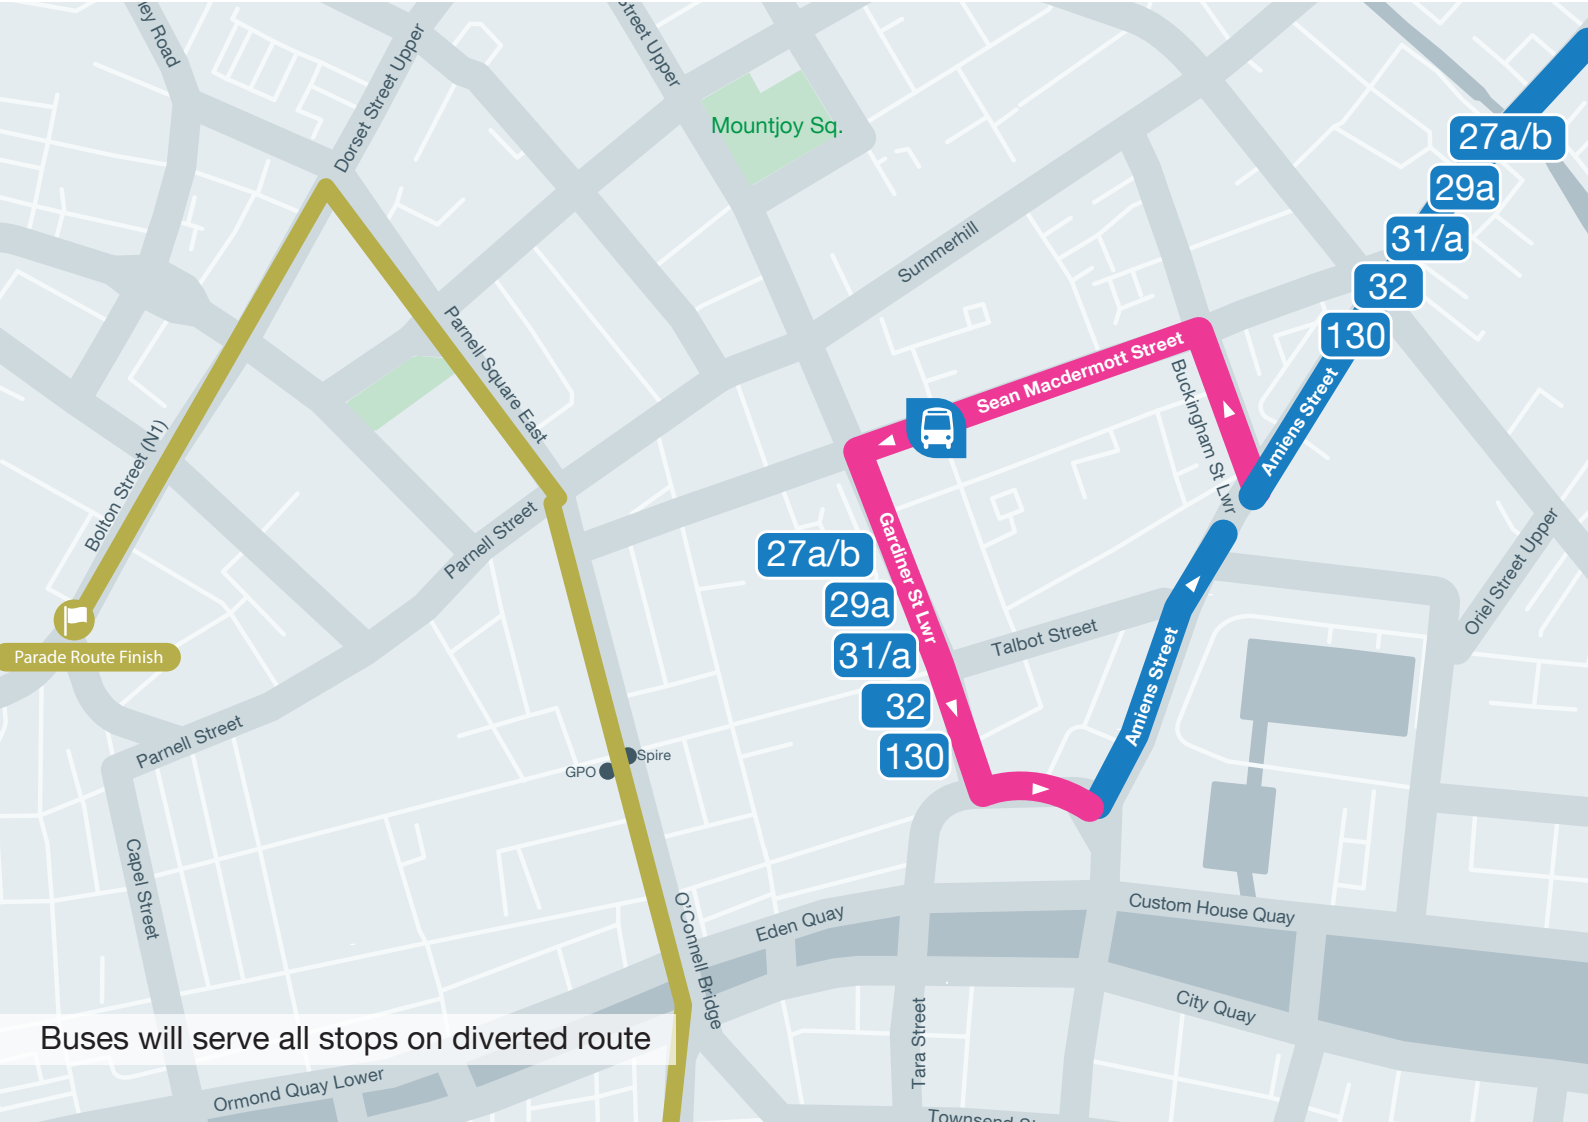 Dorset Street Upper
Mountjoy Sq.
27a/b
29a
31/a
32
130
Summerhill
Parnell Square East
Sean Macdermott Street
Buckingham St Lwr
Amiens Street
Bolton Street (N1)
Parnell Street
Gardiner St Lwr
27a/b
29a
31/a
32
130
Oriel Street Upper
Talbot Street
Amiens Street
Parade Route Finish
Parnell Street
Spire
GPO
Capel Street
O'Connell Bridge
Eden Quay
Custom House Quay
City Quay
Tara Street
Buses will serve all stops on diverted route
Ormond Quay Lower
Townsend
ey Road
treet Upper